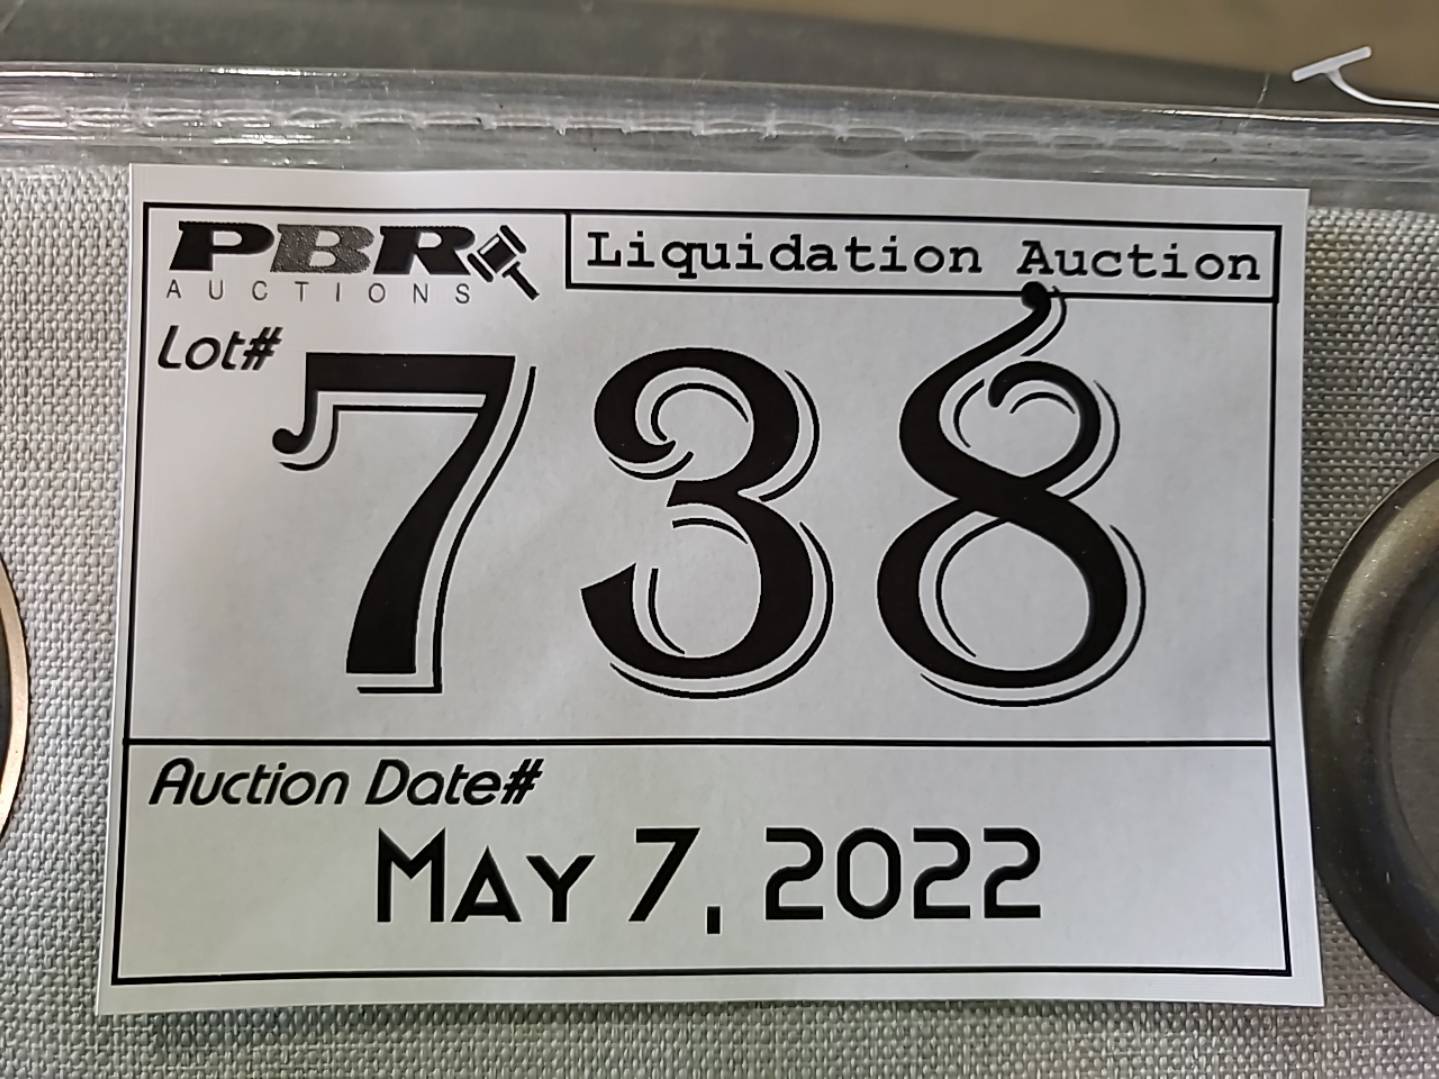 PBR
AUCTIONS
Liquidation Auction
Lot#
738
Auction Date#
May 7, 2022